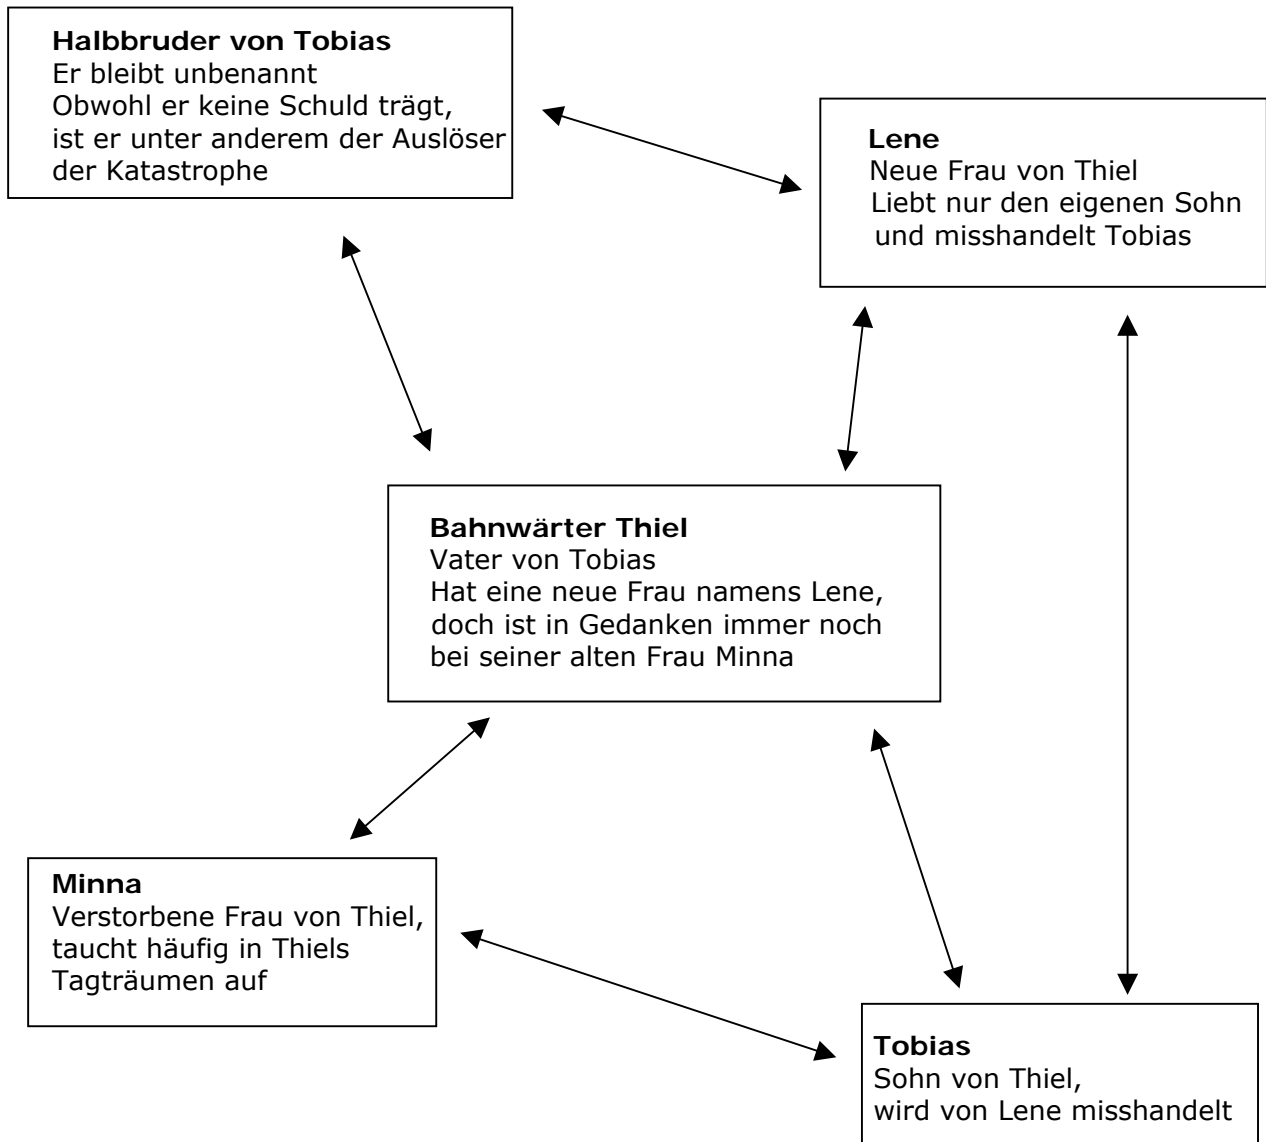 Halbbruder von Tobias
Er bleibt unbenannt
Obwohl er keine Schuld trägt,
ist er unter anderem der Auslöser
der Katastrophe
Lene
Neue Frau von Thiel
Liebt nur den eigenen Sohn
und misshandelt Tobias
Bahnwärter Thiel
Vater von Tobias
Hat eine neue Frau namens Lene,
doch ist in Gedanken immer noch
bei seiner alten Frau Minna
Minna
Verstorbene Frau von Thiel,
taucht häufig in Thiels
Tagträumen auf
Tobias
Sohn von Thiel,
wird von Lene misshandelt